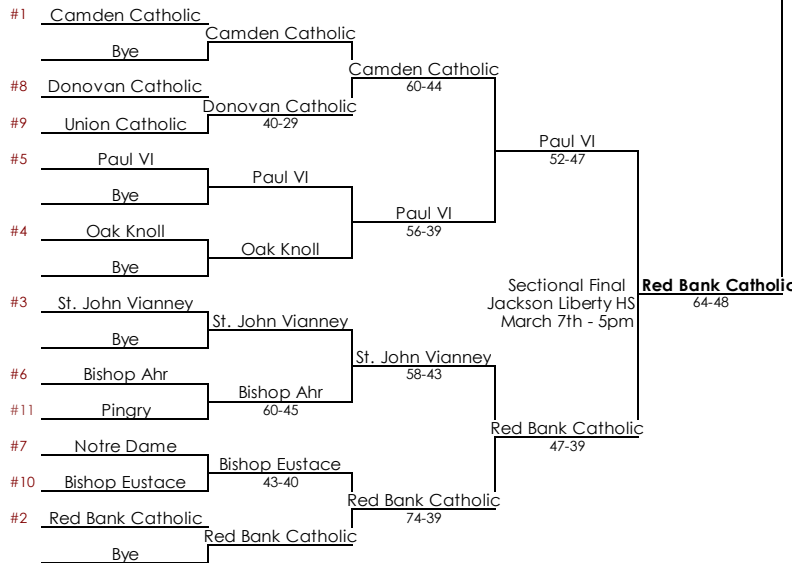 #1 Camden Catholic
Camden Catholic
Bye
Camden Catholic
60-44
#8 Donovan Catholic
Donovan Catholic
40-29
#9 Union Catholic
Paul VI
52-47
#5 Paul VI
Paul VI
Bye
Paul VI
56-39
#4 Oak Knoll
Oak Knoll
Bye
Sectional Final
Jackson Liberty HS
March 7th - 5pm
Red Bank Catholic
64-48
#3 St. John Vianney
St. John Vianney
Bye
St. John Vianney
58-43
#6 Bishop Ahr
Bishop Ahr
60-45
#11 Pingry
Red Bank Catholic
47-39
#7 Notre Dame
Bishop Eustace
43-40
#10 Bishop Eustace
Red Bank Catholic
74-39
#2 Red Bank Catholic
Red Bank Catholic
Bye